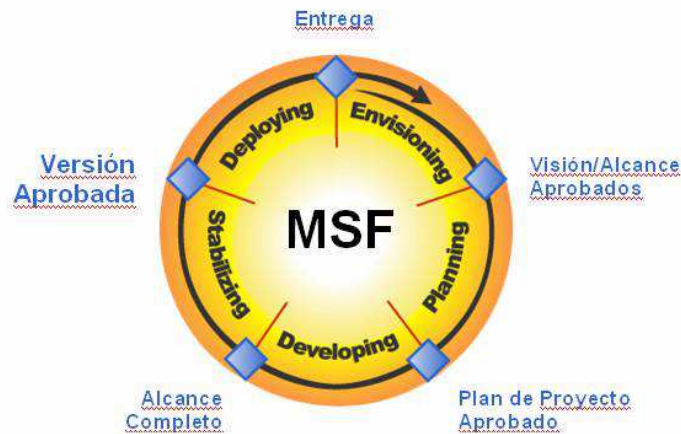 Entrega
Deploying
Envisioning
Versión
Aprobada
Visión/Alcance
Aprobados
MSF
Stabilizing
Planning
Developing
Alcance
Completo
Plan de Proyecto
Aprobado